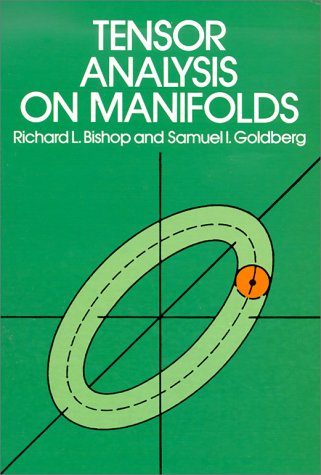 TENSOR
ANALYSIS
ON MANIFOLDS
Richard L. Bishop and Samuel I. Goldberg